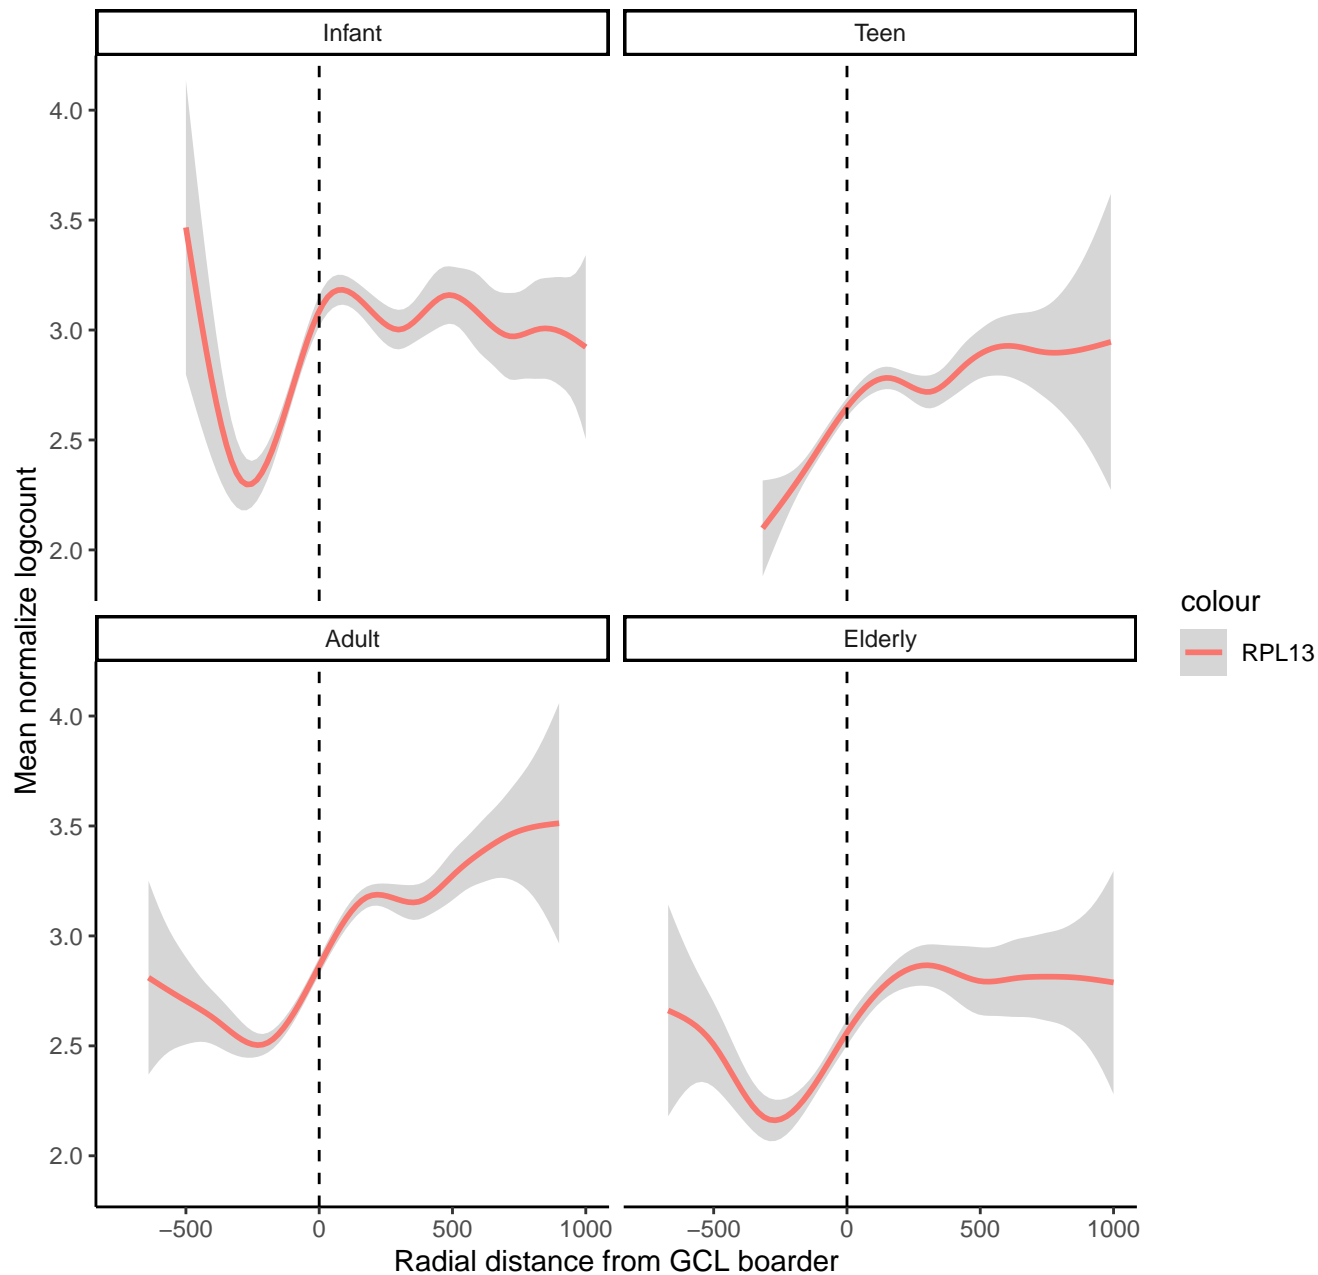 Infant
Teen
4.0
3.5
3.0
2.5
2.0
Adult
Elderly
4.0
3.5
3.0
2.5
2.0
−500
0
500
1000
−500
0
500
1000
Radial distance from GCL boarder
Mean normalize logcount
colour
RPL13